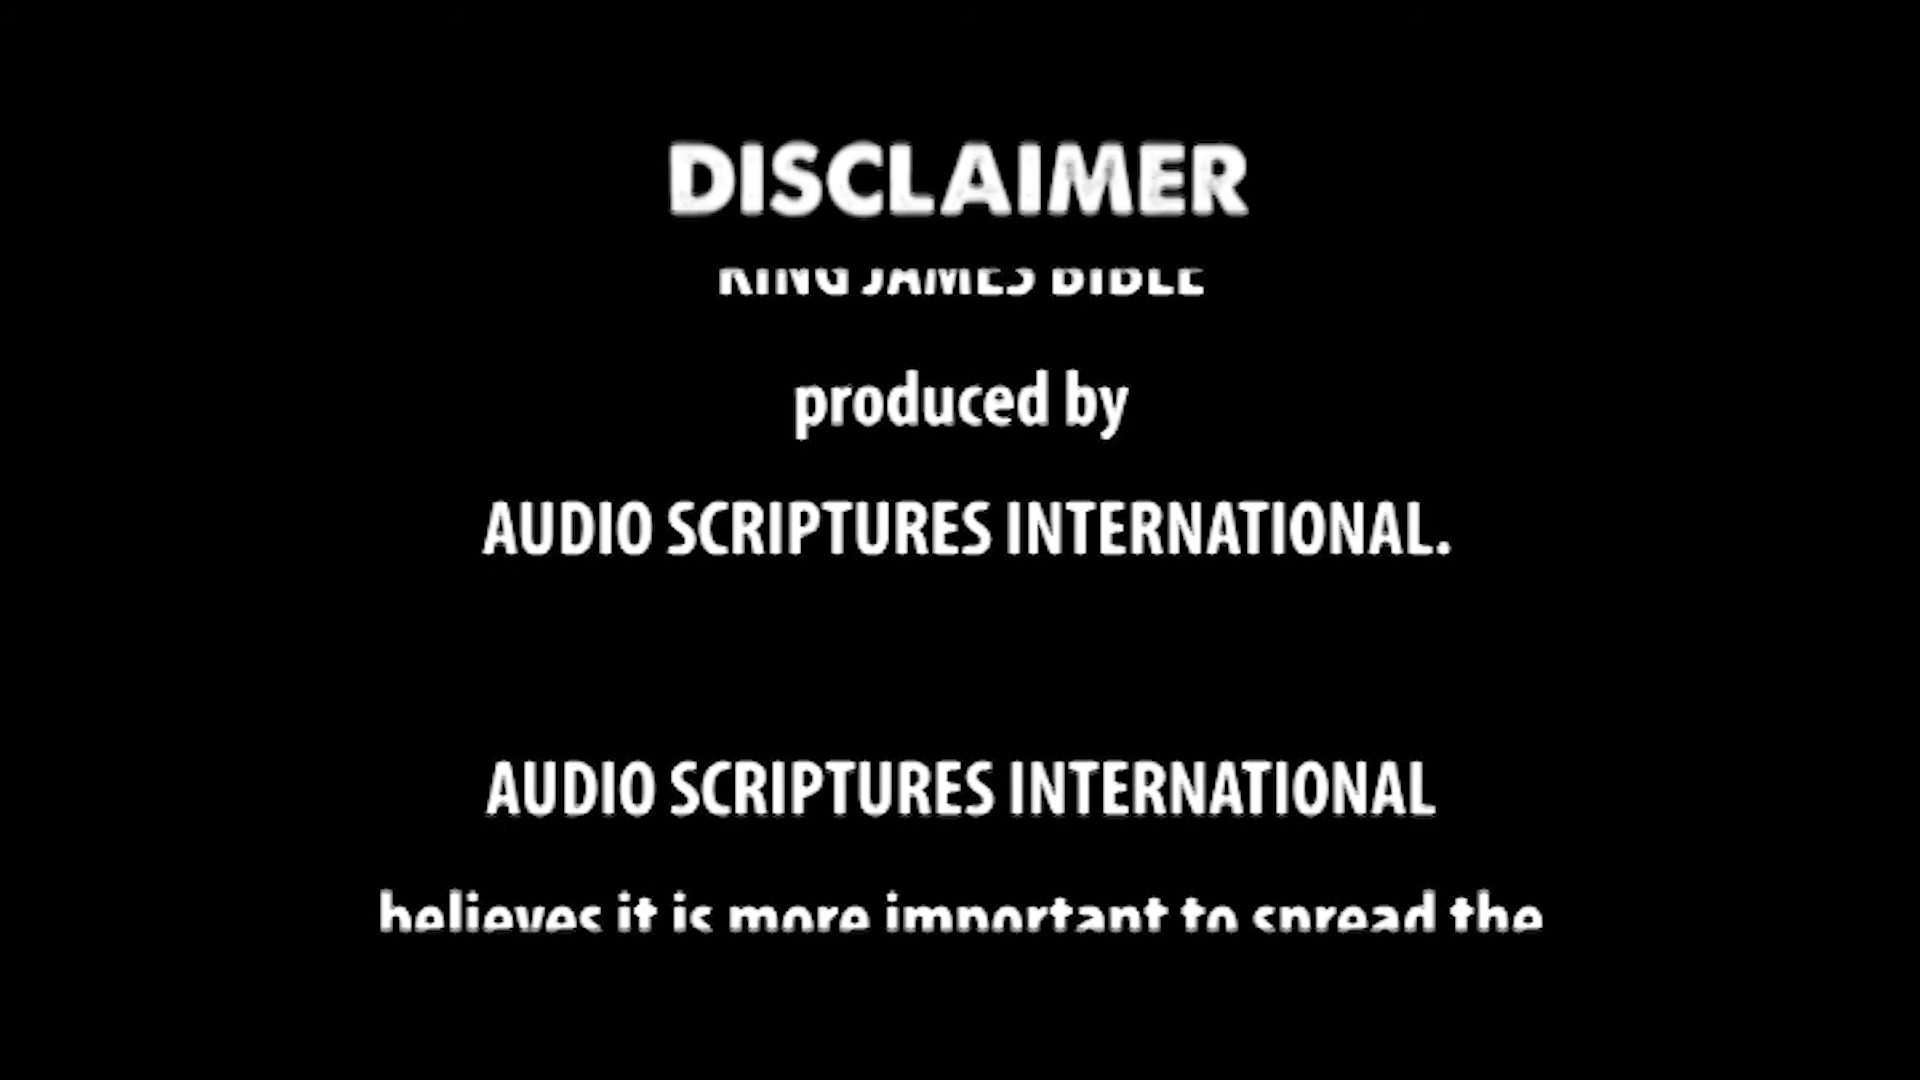 DISCLAIMER
KING JAMES BIBLE
produced by
AUDIO SCRIPTURES INTERNATIONAL.
AUDIO SCRIPTURES INTERNATIONAL
believes it is more important to spread the